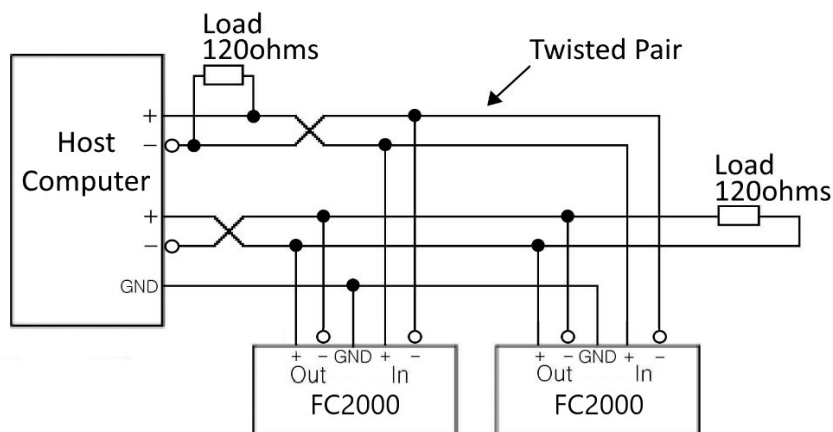 Load
120ohms
Twisted Pair
+
−
Host
Computer
Load
120ohms
+
−
GND
+ − GND + −
Out In
FC2000
+ − GND + −
Out In
FC2000